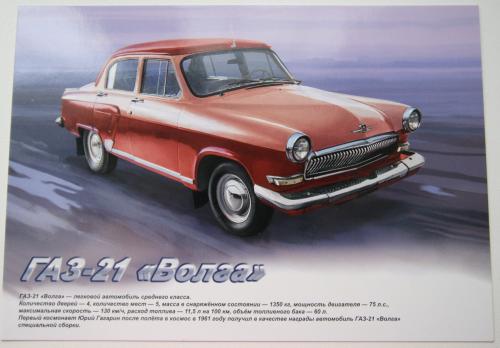 ГАЗ-21 «Волга»
ГАЗ-21 «Волга» — легковой автомобиль среднего класса.
Количество дверей — 4, количество мест — 5, масса в снаряжённом состоянии — 1350 кг, мощность двигателя — 75 л.с.,
максимальная скорость — 130 км/ч, расход топлива — 11,5 л на 100 км, объём топливного бака — 60 л.
Первый космонавт Юрий Гагарин после полёта в космос в 1961 году получил в качестве награды автомобиль ГАЗ-21 «Волга»
специальной сборки.